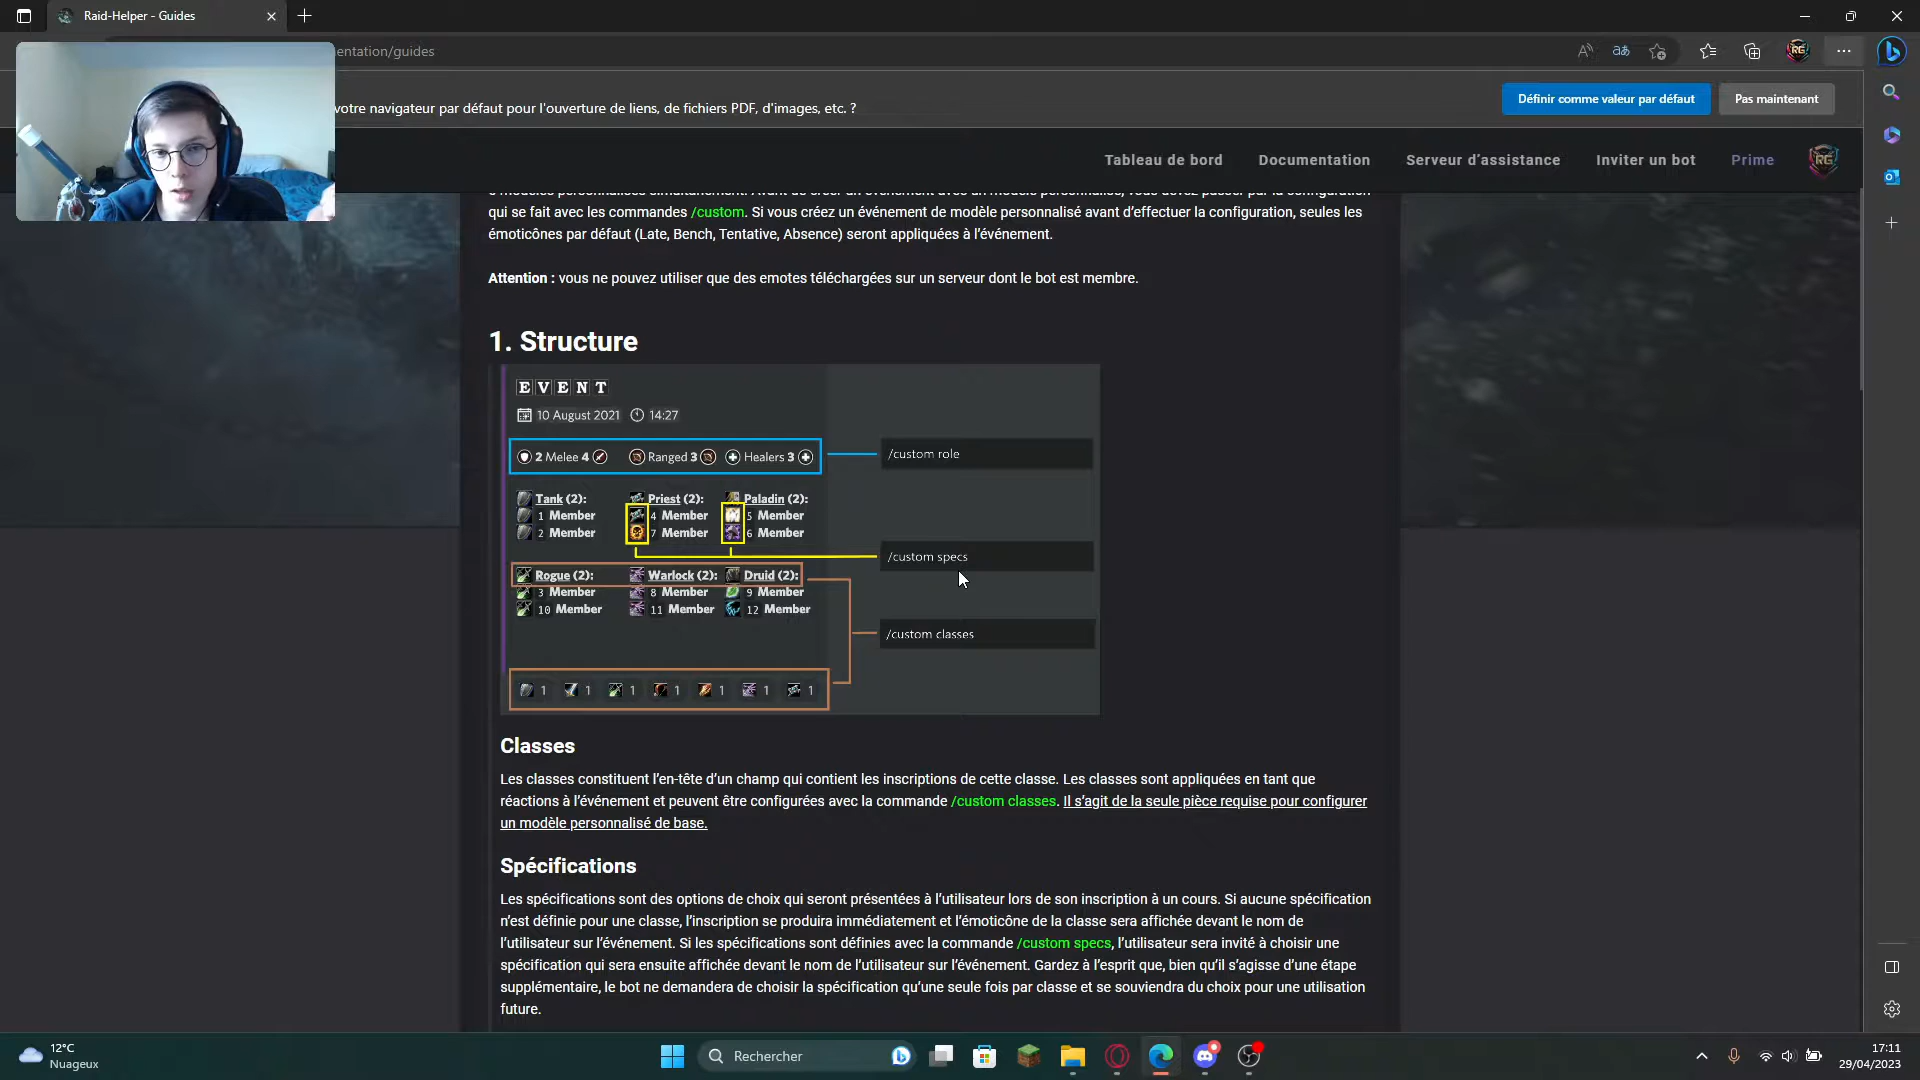 Raid-Helper - Guides
entation/guides
votre navigateur par défaut pour l'ouverture de liens, de fichiers PDF, d'images, etc. ?
Définir comme valeur par défaut
Pas maintenant
Tableau de bord
Documentation
Serveur d'assistance
Inviter un bot
Prime
RG
qui se fait avec les commandes /custom. Si vous créez un événement de modèle personnalisé avant d'effectuer la configuration, seules les
émoticônes par défaut (Late, Bench, Tentative, Absence) seront appliquées à l'événement.
Attention : vous ne pouvez utiliser que des emotes téléchargées sur un serveur dont le bot est membre.
1. Structure
EVENT
10 August 2021 14:27
2 Melee 4 Ranged 3 Healers 3
/custom role
Tank (2): Priest (2): Paladin (2):
1 Member 4 Member 5 Member
2 Member 7 Member 6 Member
/custom specs
Rogue (2): Warlock (2): Druid (2):
3 Member 8 Member 9 Member
10 Member 11 Member 12 Member
/custom classes
1 1 1 1 1 1 1
Classes
Les classes constituent l'en-tête d'un champ qui contient les inscriptions de cette classe. Les classes sont appliquées en tant que
réactions à l'événement et peuvent être configurées avec la commande /custom classes. Il s'agit de la seule pièce requise pour configurer
un modèle personnalisé de base.
Spécifications
Les spécifications sont des options de choix qui seront présentées à l'utilisateur lors de son inscription à un cours. Si aucune spécification
n'est définie pour une classe, l'inscription se produira immédiatement et l'émoticône de la classe sera affichée devant le nom de
l'utilisateur sur l'événement. Si les spécifications sont définies avec la commande /custom specs, l'utilisateur sera invité à choisir une
spécification qui sera ensuite affichée devant le nom de l'utilisateur sur l'événement. Gardez à l'esprit que, bien qu'il s'agisse d'une étape
supplémentaire, le bot ne demandera de choisir la spécification qu'une seule fois par classe et se souviendra du choix pour une utilisation
future.
12°C
Nuageux
Rechercher
17:11
29/04/2023